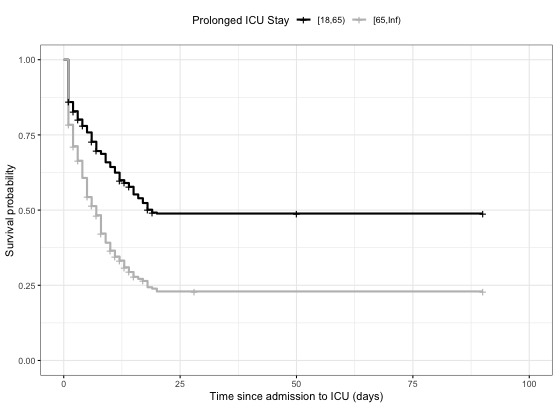 Prolonged ICU Stay [18,65) [65,Inf)
1.00
0.75
0.50
0.25
0.00
Survival probability
0 25 50 75 100
Time since admission to ICU (days)